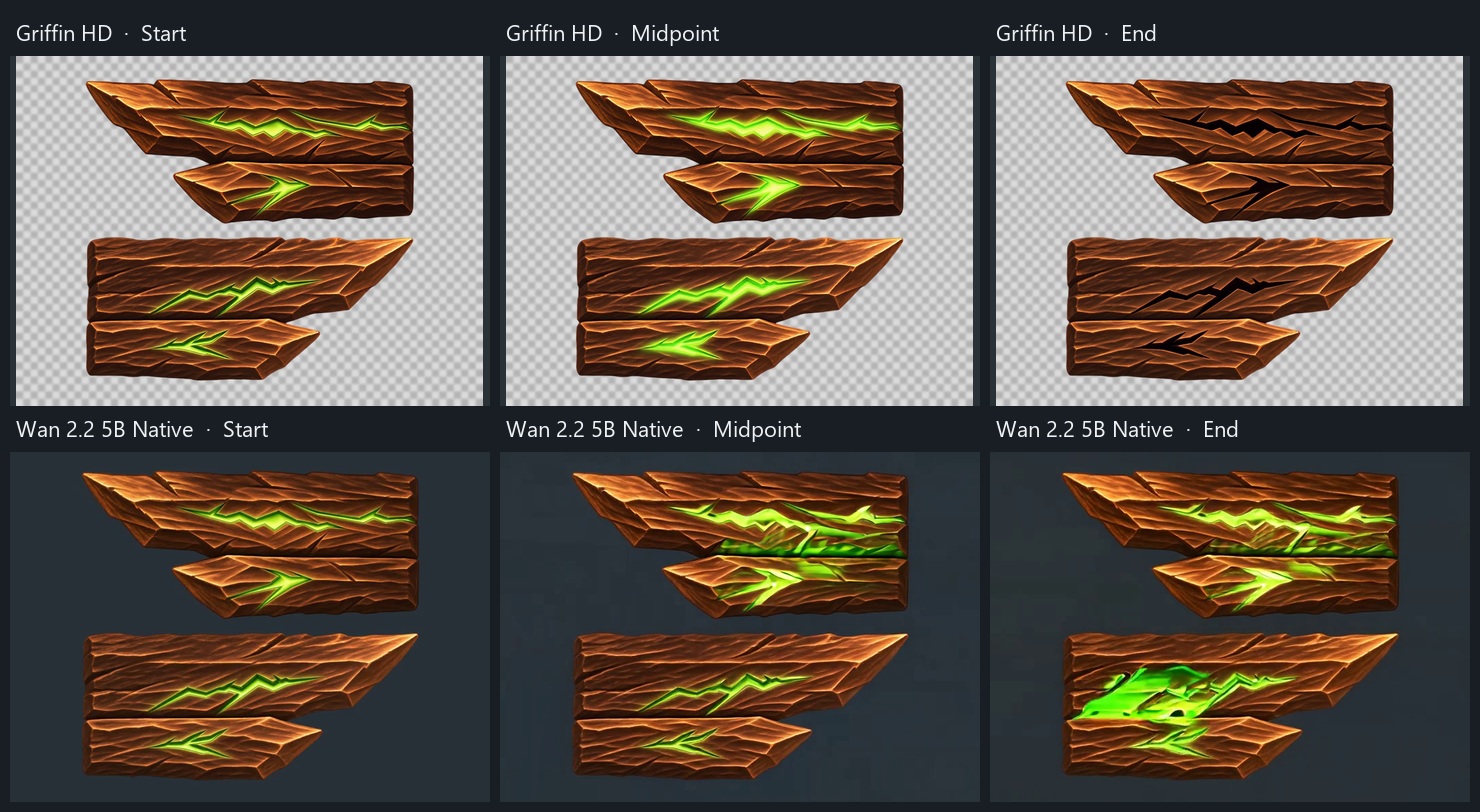 Griffin HD · Start
Griffin HD · Midpoint
Griffin HD · End
Wan 2.2 5B Native · Start
Wan 2.2 5B Native · Midpoint
Wan 2.2 5B Native · End